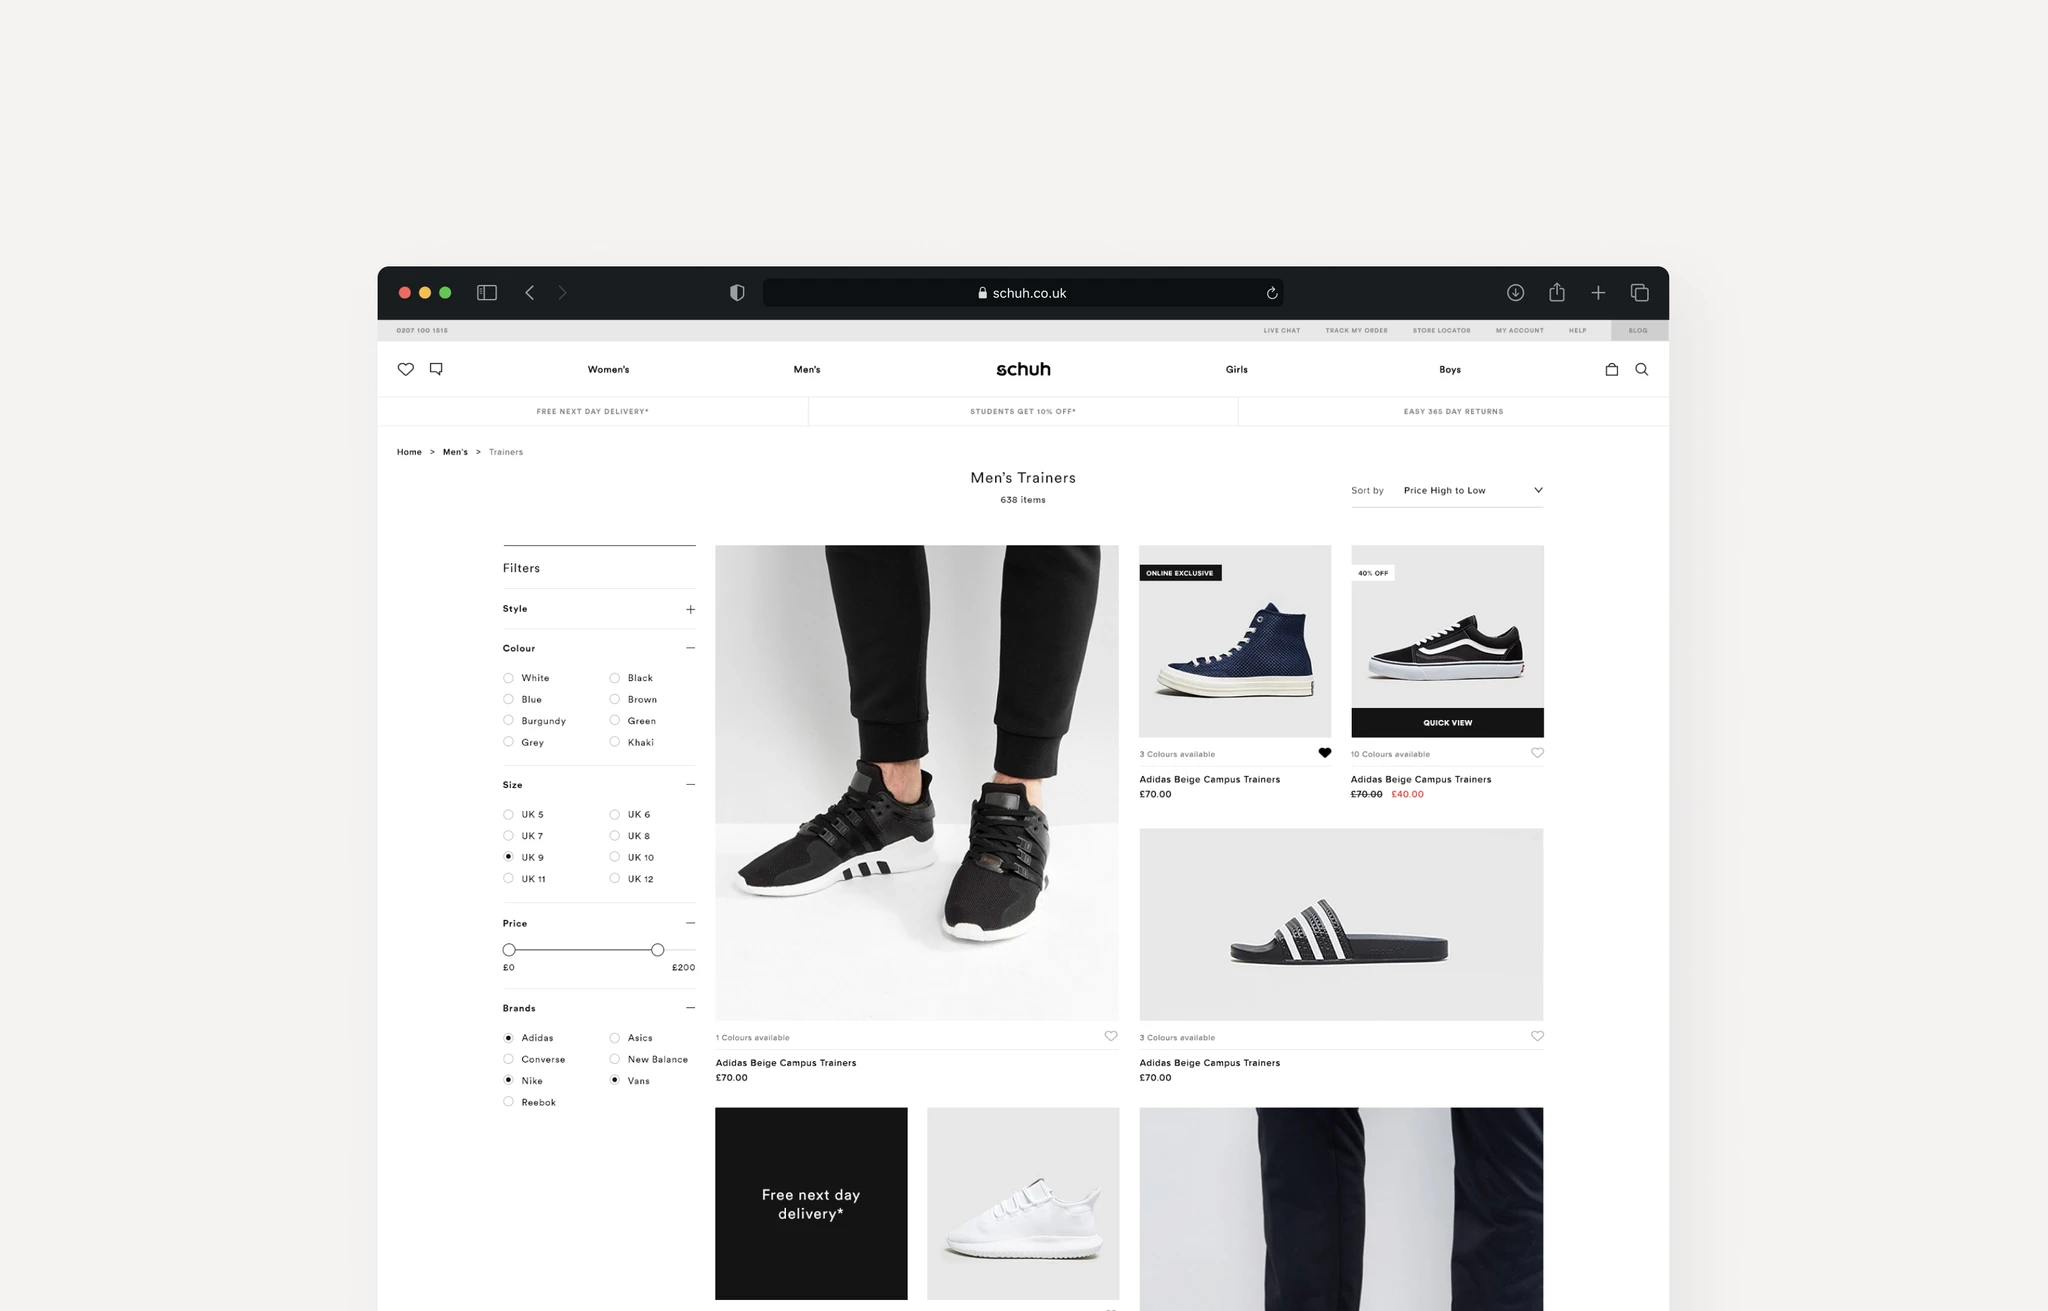 schuh.co.uk
0207 100 1515
LIVE CHAT
TRACK MY ORDER
STORE LOCATOR
MY ACCOUNT
HELP
BLOG
Women's
Men's
schuh
Girls
Boys
FREE NEXT DAY DELIVERY*
STUDENTS GET 10% OFF*
EASY 365 DAY RETURNS
Home > Men's > Trainers
Men's Trainers
638 items
Sort by Price High to Low
Filters
Style
Colour
White
Black
Blue
Brown
Burgundy
Green
Grey
Khaki
Size
UK 5
UK 6
UK 7
UK 8
UK 9
UK 10
UK 11
UK 12
Price
£0
£200
Brands
Adidas
Asics
Converse
New Balance
Nike
Vans
Reebok
ONLINE EXCLUSIVE
3 Colours available
Adidas Beige Campus Trainers
£70.00
40% OFF
QUICK VIEW
10 Colours available
Adidas Beige Campus Trainers
£70.00 £40.00
1 Colours available
Adidas Beige Campus Trainers
£70.00
3 Colours available
Adidas Beige Campus Trainers
£70.00
Free next day
delivery*